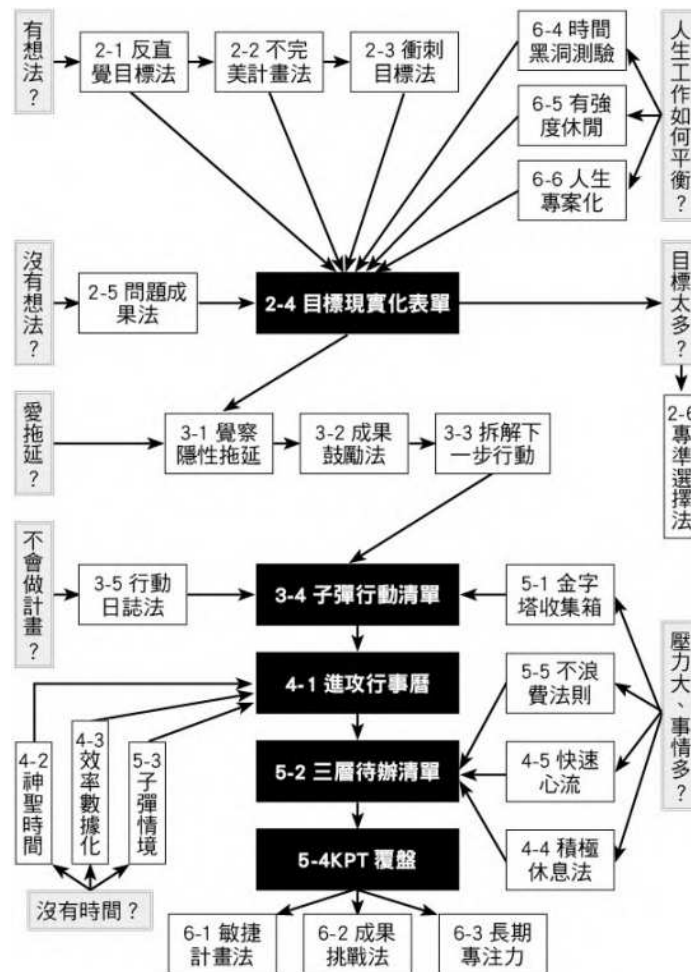 有想法？
2-1 反直
覺目標法
2-2 不完
美計畫法
2-3 衝刺
目標法
6-4 時間
黑洞測驗
6-5 有強
度休閒
6-6 人生
專案化
人生工作如何平衡？
沒有想法？
2-5 問題成
果法
2-4 目標現實化表單
目標太多？
2-6
專準選擇法
愛拖延？
3-1 覺察
隱性拖延
3-2 成果
鼓勵法
3-3 拆解下
一步行動
不會做計畫？
3-5 行動
日誌法
3-4 子彈行動清單
5-1 金字
塔收集箱
4-1 進攻行事曆
5-5 不浪
費法則
壓力大、事情多？
4-2
神聖時間
4-3
效率數據化
5-3
子彈情境
5-2 三層待辦清單
4-5 快速
心流
5-4KPT 覆盤
4-4 積極
休息法
沒有時間？
6-1 敏捷
計畫法
6-2 成果
挑戰法
6-3 長期
專注力